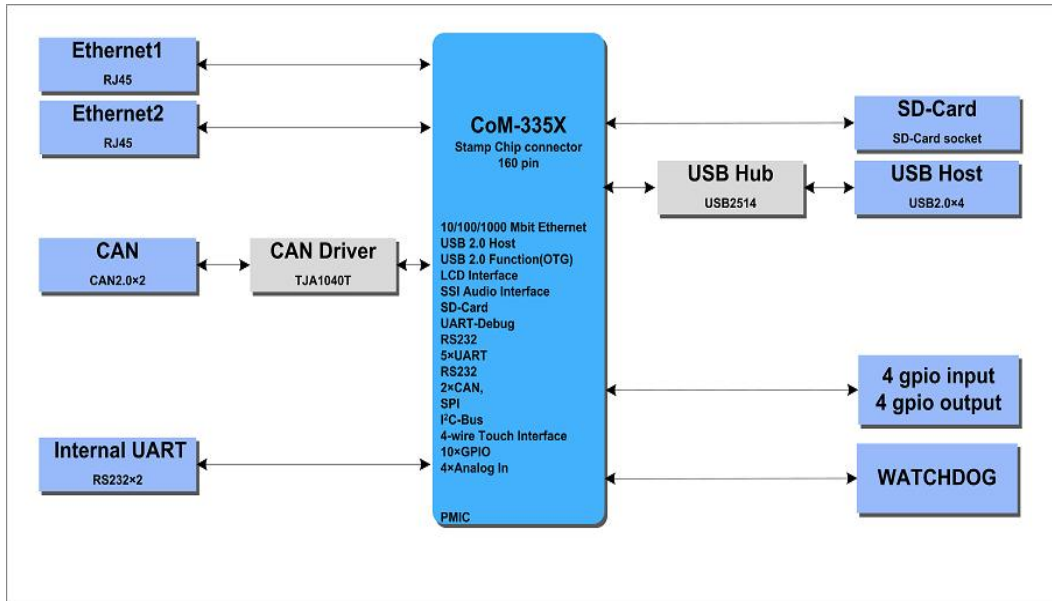 Ethernet1
RJ45
Ethernet2
RJ45
CAN
CAN2.0×2
CAN Driver
TJA1040T
Internal UART
RS232×2
CoM-335X
Stamp Chip connector
160 pin
10/100/1000 Mbit Ethernet
USB 2.0 Host
USB 2.0 Function(OTG)
LCD Interface
SSI Audio Interface
SD-Card
UART-Debug
RS232
5×UART
RS232
2×CAN,
SPI
I²C-Bus
4-wire Touch Interface
10×GPIO
4×Analog In
PMIC
SD-Card
SD-Card socket
USB Hub
USB2514
USB Host
USB2.0×4
4 gpio input
4 gpio output
WATCHDOG